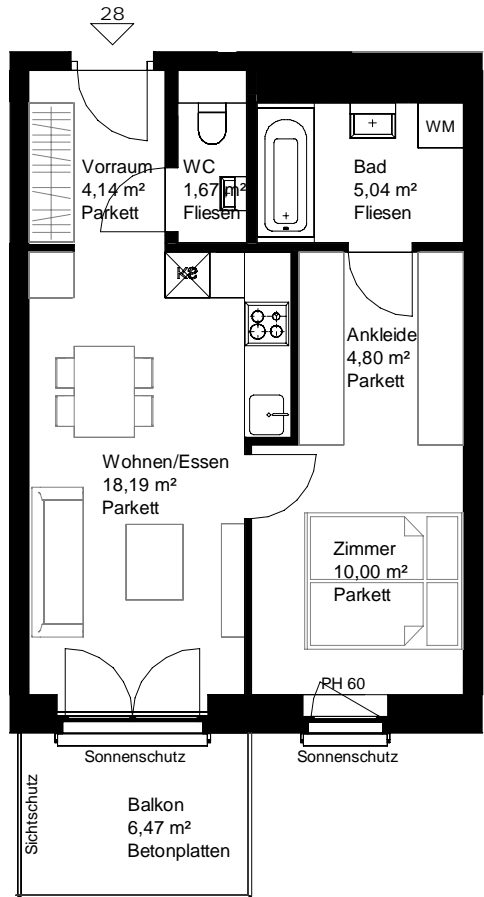 28
Vorraum
4,14 m²
Parkett
WC
1,67 m²
Fliesen
Bad
5,04 m²
Fliesen
WM
KS
Ankleide
4,80 m²
Parkett
Wohnen/Essen
18,19 m²
Parkett
Zimmer
10,00 m²
Parkett
PH 60
Sonnenschutz
Sonnenschutz
Sichtschutz
Balkon
6,47 m²
Betonplatten